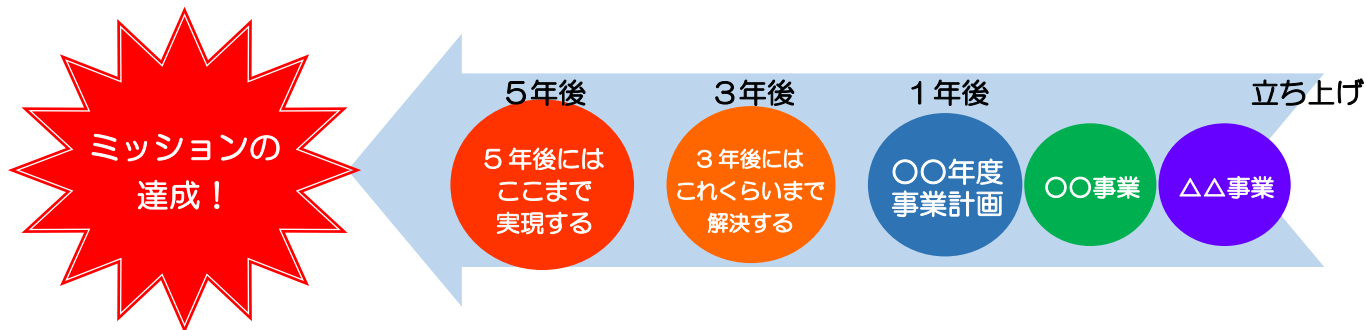 ミッションの
達成！
５年後
５年後には
ここまで
実現する
３年後
３年後には
これくらいまで
解決する
１年後
〇〇年度
事業計画
〇〇事業
立ち上げ
△△事業